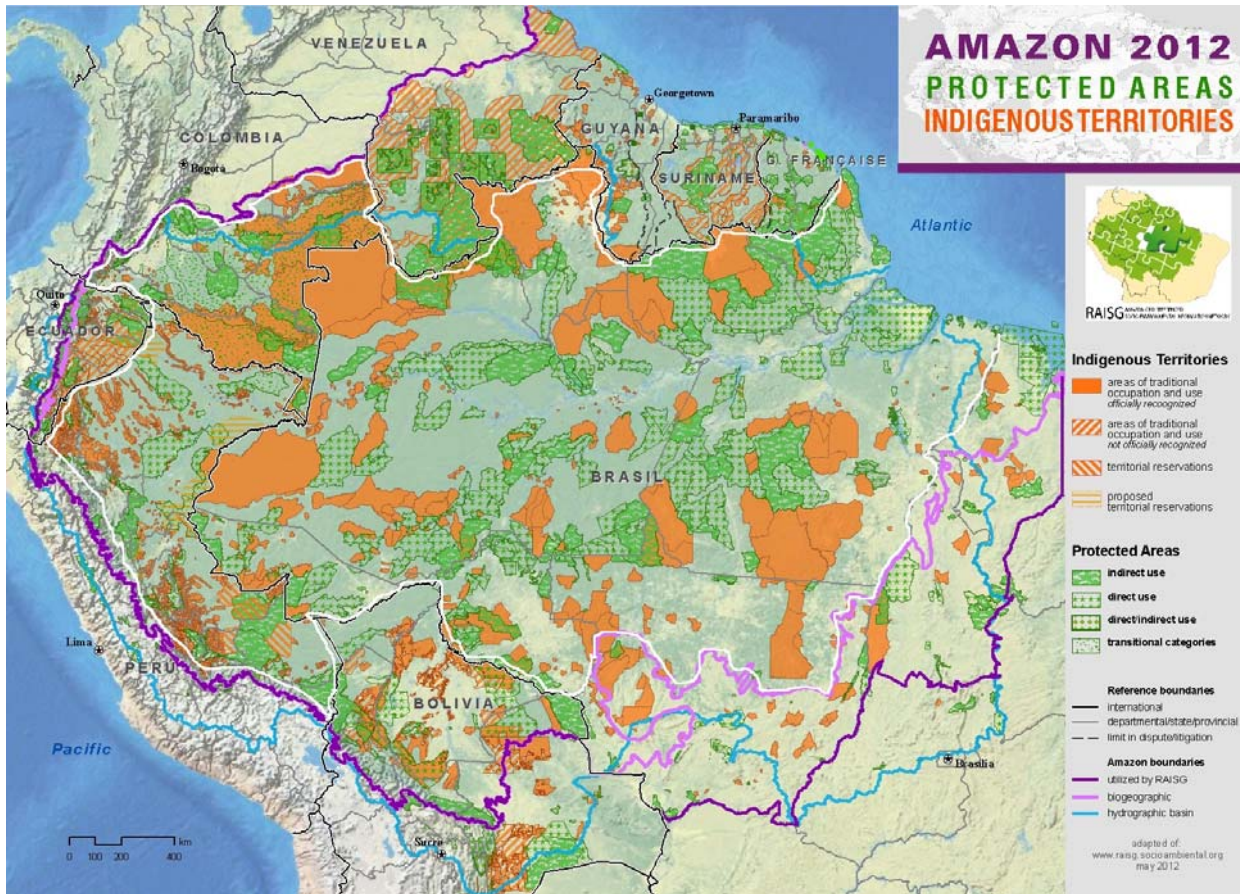 AMAZON 2012
PROTECTED AREAS
INDIGENOUS TERRITORIES
VENEZUELA
Georgetown
Paramaribo
GUYANA
G. FRANÇAISE
SURINAME
COLOMBIA
Bogota
Atlantic
Quito
ECUADOR
BRASIL
Lima
PERU
BOLIVIA
Pacific
Brasilia
Sucre
0 100 200 400 km
RAISG
Indigenous Territories
areas of traditional
occupation and use
officially recoognized
areas of traditional
occupation and use
not officially recognized
territorial reservations
proposed
territorial reservations
Protected Areas
indirect use
direct use
direct/indirect use
transitional categories
Reference boundaries
international
departmental/state/provincial
limit in dispute/litigation
Amazon boundaries
utilized by RAISG
biogeographic
hydrographic basin
adapted of:
www.raisg.socioambiental.org
may 2012